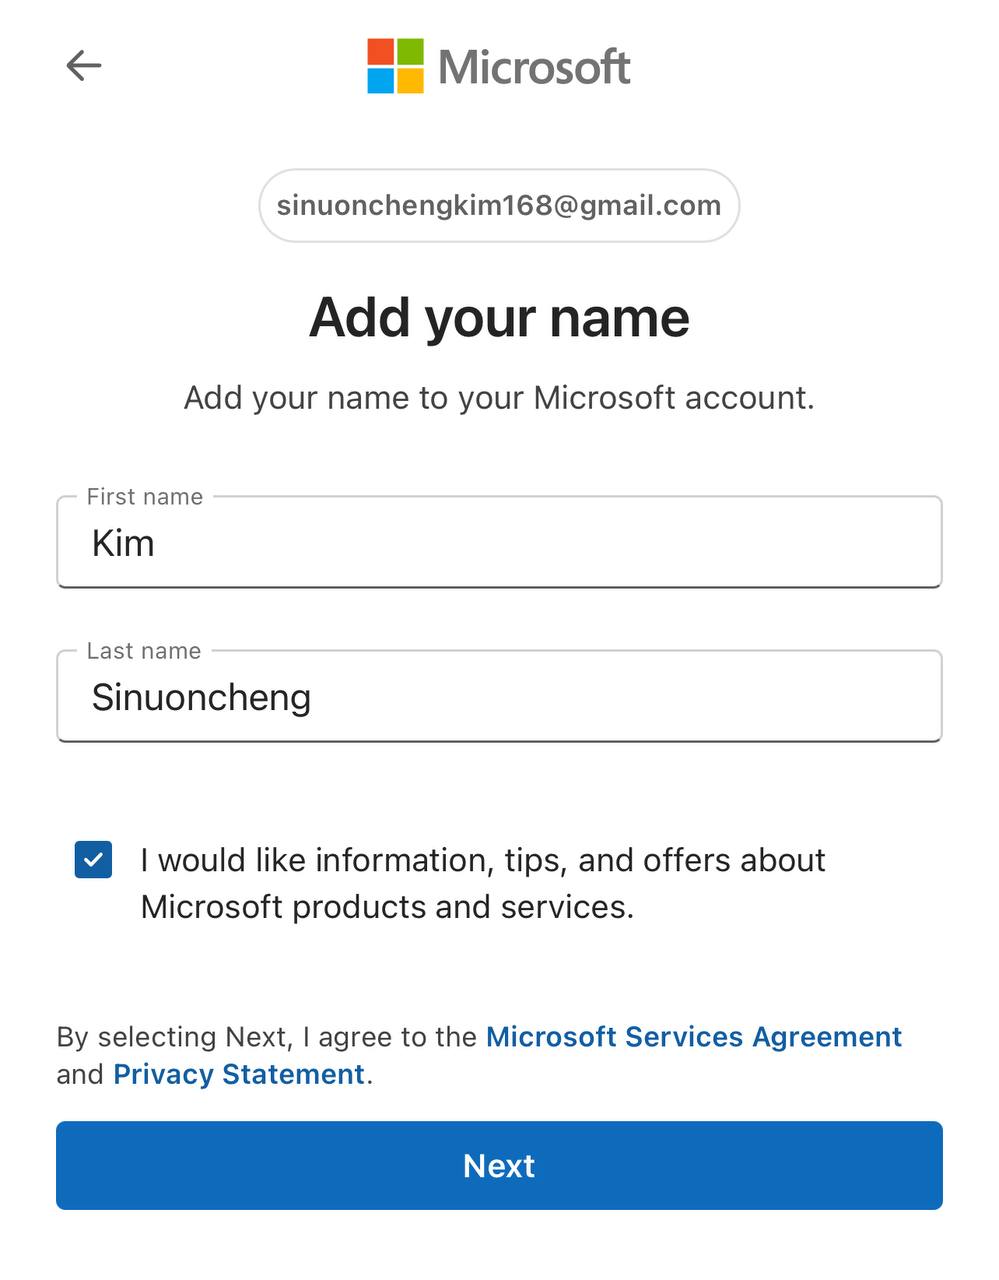 Microsoft
sinuonchengkim168@gmail.com
Add your name
Add your name to your Microsoft account.
First name
Kim
Last name
Sinuoncheng
I would like information, tips, and offers about
Microsoft products and services.
By selecting Next, I agree to the Microsoft Services Agreement
and Privacy Statement.
Next